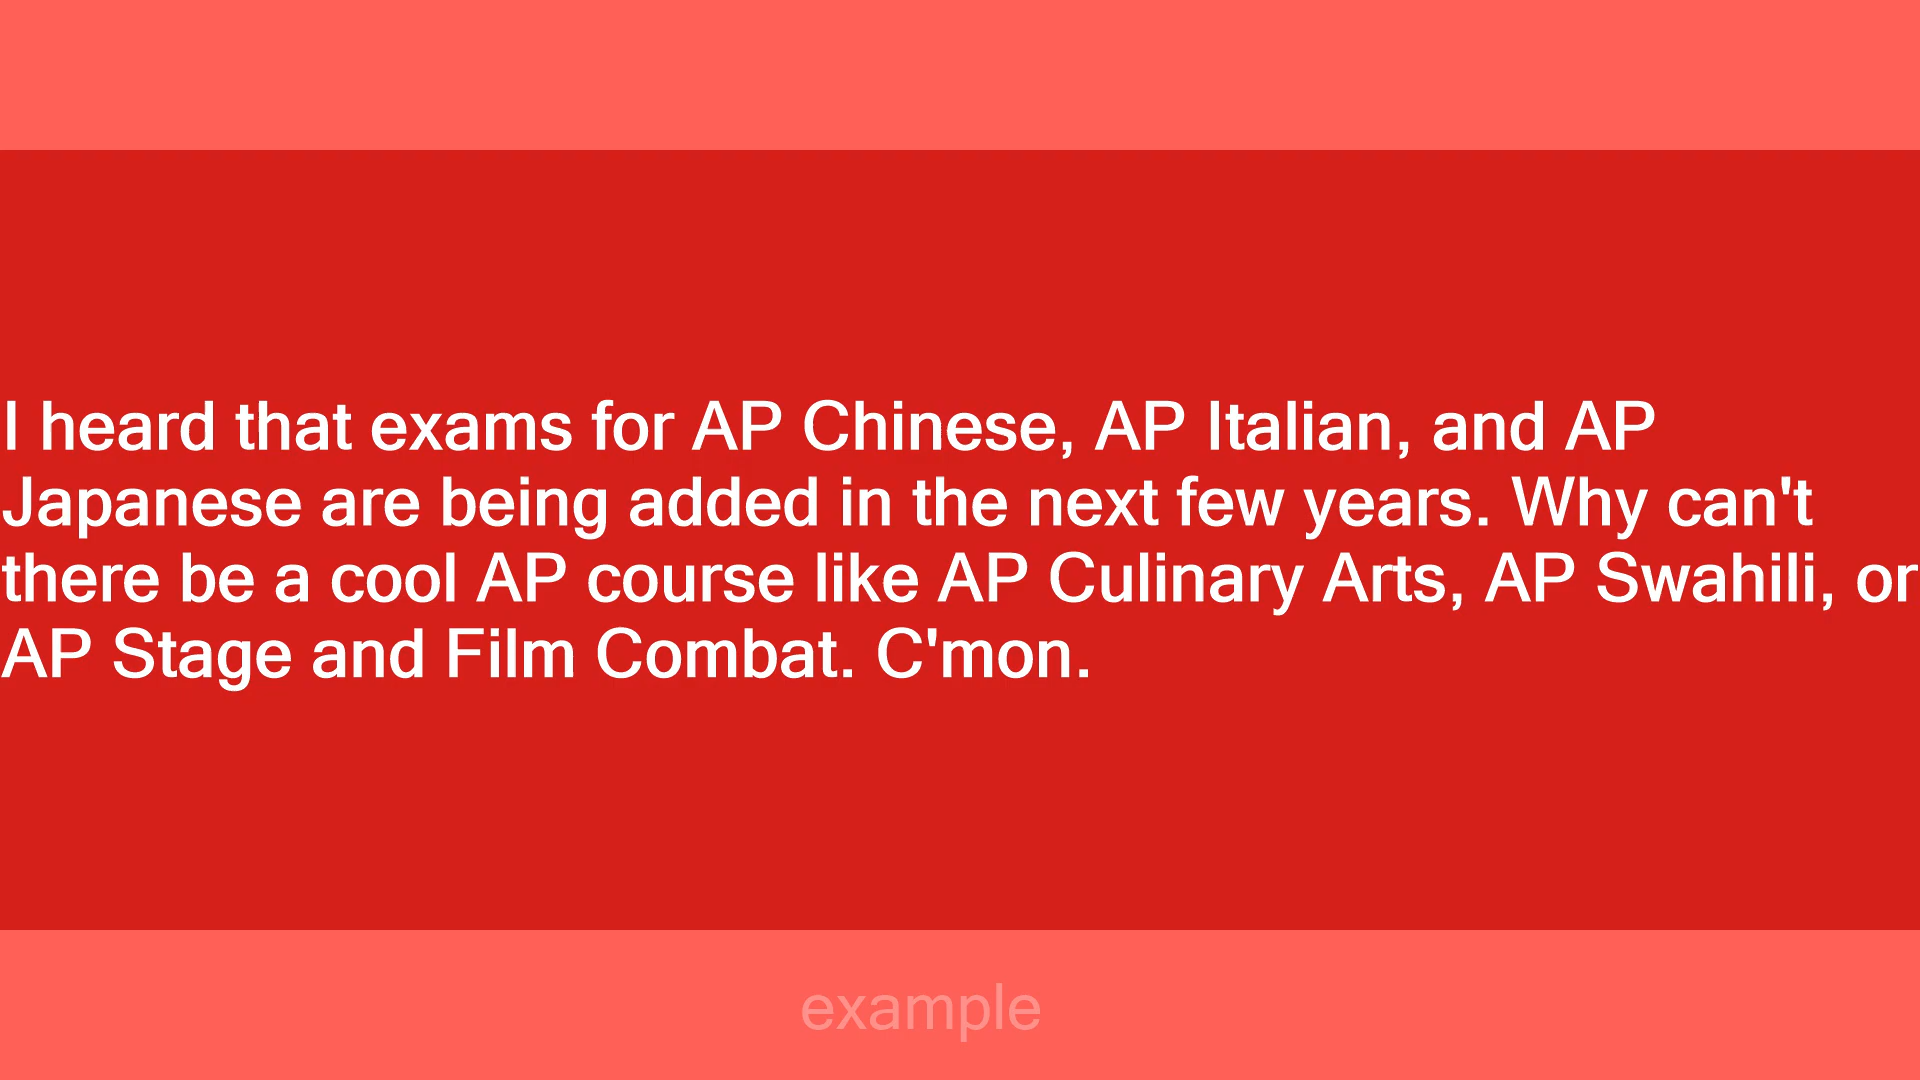 I heard that exams for AP Chinese, AP Italian, and AP
Japanese are being added in the next few years. Why can't
there be a cool AP course like AP Culinary Arts, AP Swahili, or
AP Stage and Film Combat. C'mon.
example